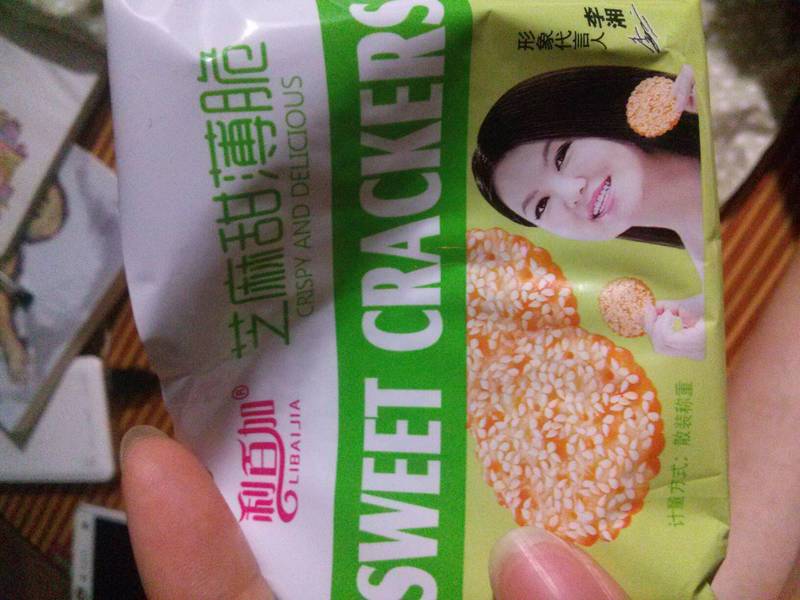 利百加®
LIBAIJIA
芝麻甜薄脆
CRISPY AND DELICIOUS
SWEET CRACKERS
形象代言人
李湘
计量方式：散装称重